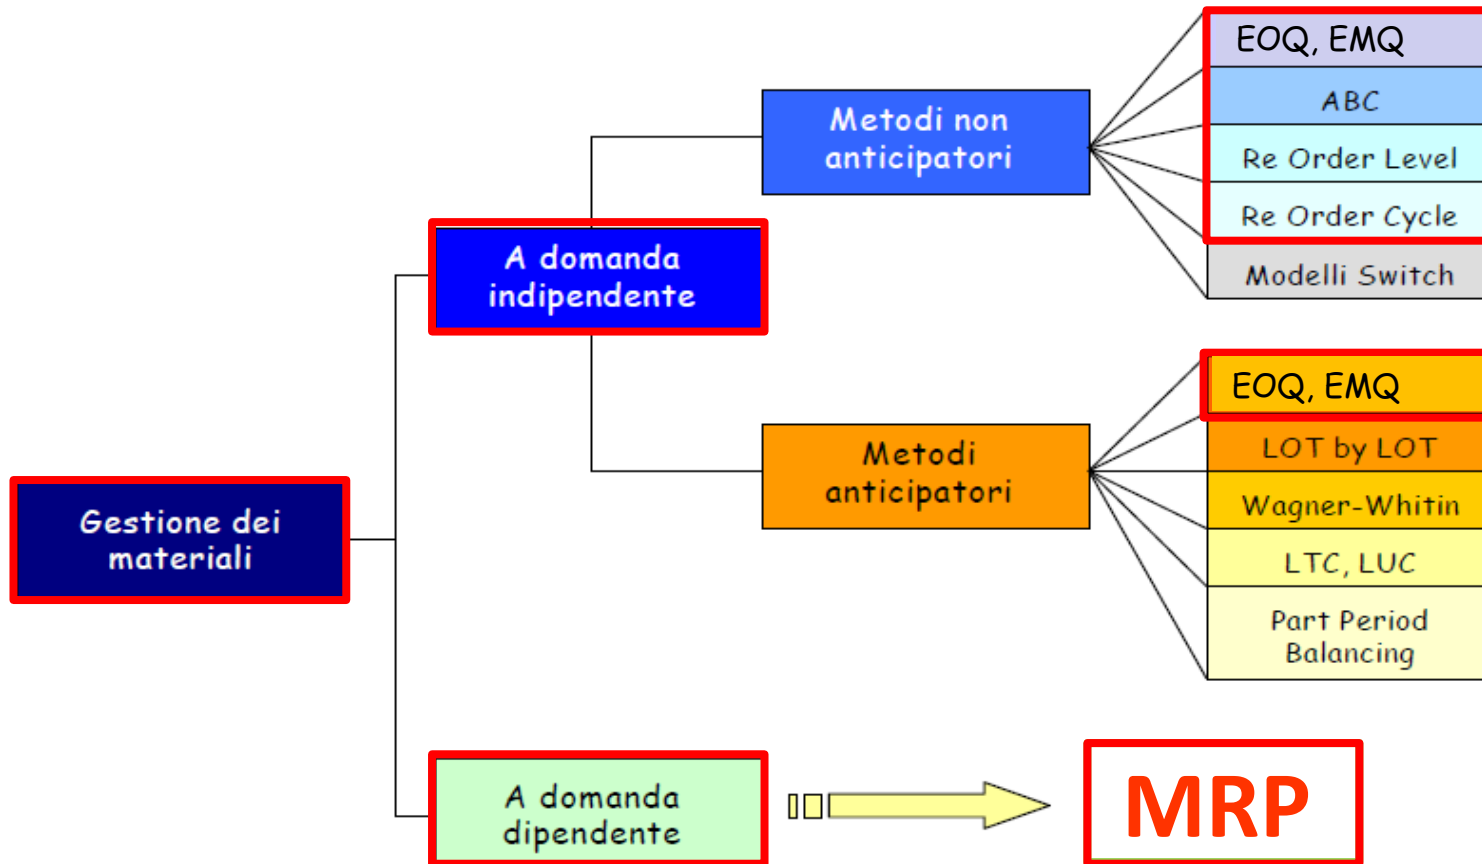 Gestione dei
materiali
A domanda
indipendente
Metodi non
anticipatori
EOQ, EMQ
ABC
Re Order Level
Re Order Cycle
Modelli Switch
Metodi
anticipatori
EOQ, EMQ
LOT by LOT
Wagner-Whitin
LTC, LUC
Part Period
Balancing
A domanda
dipendente
MRP